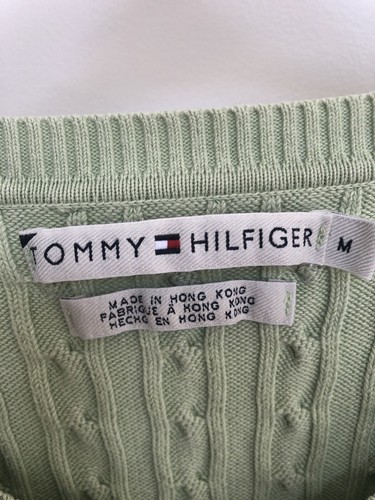 TOMMY HILFIGER M
MADE IN HONG KONG
FABRIQUE À HONG KONG
HECHO EN HONG KONG